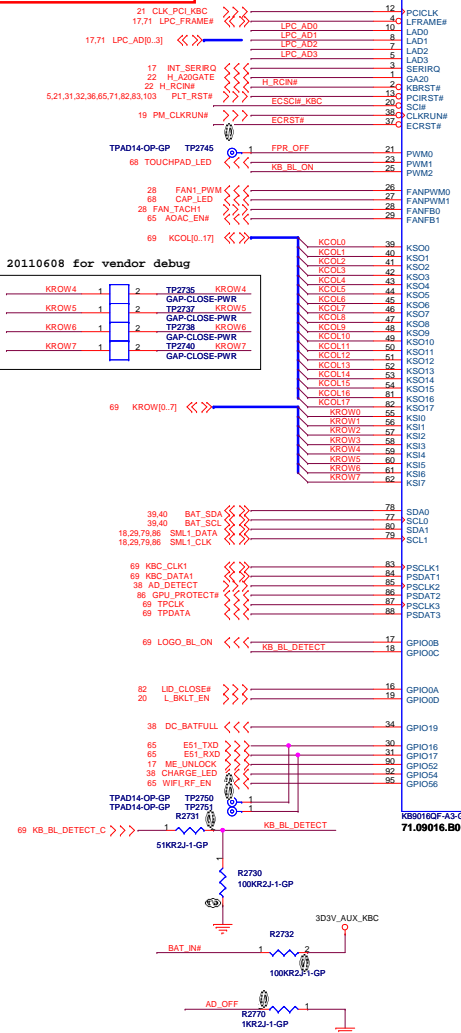 21 CLK_PCI_KBC 12 PCICLK
17,71 LPC_FRAME# 4 LFRAME#
LPC_AD0 10 LAD0
17,71 LPC_AD[0..3] LPC_AD1 8 LAD1
LPC_AD2 7 LAD2
LPC_AD3 5 LAD3
17 INT_SERIRQ 3 SERIRQ
22 H_A20GATE 1 GA20
22 H_RCIN# H_RCIN# 2 KBRST#
5,21,31,32,36,65,71,82,83,103 PLT_RST# 13 PCIRST#
ECSCI#_KBC 20 SCI#
19 PM_CLKRUN# 38 CLKRUN#
ECRST# 37 ECRST#
TPAD14-OP-GP TP2745 1 FPR_OFF 21 PWM0
68 TOUCHPAD_LED 23 PWM1
KB_BL_ON 25 PWM2
28 FAN1_PWM 26 FANPWM0
68 CAP_LED 27 FANPWM1
28 FAN_TACH1 28 FANFB0
65 AOAC_EN# 29 FANFB1
69 KCOL[0..17]
KCOL0 39 KSO0
KCOL1 40 KSO1
KCOL2 41 KSO2
KCOL3 42 KSO3
KCOL4 43 KSO4
KCOL5 44 KSO5
KCOL6 45 KSO6
KCOL7 46 KSO7
KCOL8 47 KSO8
KCOL9 48 KSO9
KCOL10 49 KSO10
KCOL11 50 KSO11
KCOL12 51 KSO12
KCOL13 52 KSO13
KCOL14 53 KSO14
KCOL15 54 KSO15
KCOL16 81 KSO16
KCOL17 82 KSO17
20110608 for vendor debug
KROW4 1 2 TP2735 KROW4
GAP-CLOSE-PWR
KROW5 1 2 TP2737 KROW5
GAP-CLOSE-PWR
KROW6 1 2 TP2738 KROW6
GAP-CLOSE-PWR
KROW7 1 2 TP2740 KROW7
GAP-CLOSE-PWR
69 KROW[0..7]
KROW0 55 KSI0
KROW1 56 KSI1
KROW2 57 KSI2
KROW3 58 KSI3
KROW4 59 KSI4
KROW5 60 KSI5
KROW6 61 KSI6
KROW7 62 KSI7
39,40 BAT_SDA 78 SDA0
39,40 BAT_SCL 77 SCL0
18,29,79,86 SML1_DATA 80 SDA1
18,29,79,86 SML1_CLK 79 SCL1
69 KBC_CLK1 83 PSCLK1
69 KBC_DATA1 84 PSDAT1
38 AD_DETECT 85 PSCLK2
86 GPU_PROTECT# 86 PSDAT2
69 TPCLK 87 PSCLK3
69 TPDATA 88 PSDAT3
69 LOGO_BL_ON 17 GPIO0B
KB_BL_DETECT 18 GPIO0C
82 LID_CLOSE# 16 GPIO0A
20 L_BKLT_EN 19 GPIO0D
38 DC_BATFULL 34 GPIO19
65 E51_TXD 30 GPIO16
65 E51_RXD 31 GPIO17
17 ME_UNLOCK 90 GPIO52
38 CHARGE_LED 92 GPIO54
65 WIFI_RF_EN 95 GPIO56
TPAD14-OP-GP TP2750 1
TPAD14-OP-GP TP2751 1
KB9016QF-A3-G
71.09016.B0
69 KB_BL_DETECT_C 1 R2731 KB_BL_DETECT
51KR2J-1-GP
1
R2730
100KR2J-1-GP
3D3V_AUX_KBC
BAT_IN# 1 R2732 2
100KR2J-1-GP
AD_OFF 1
R2770
1KR2J-1-GP